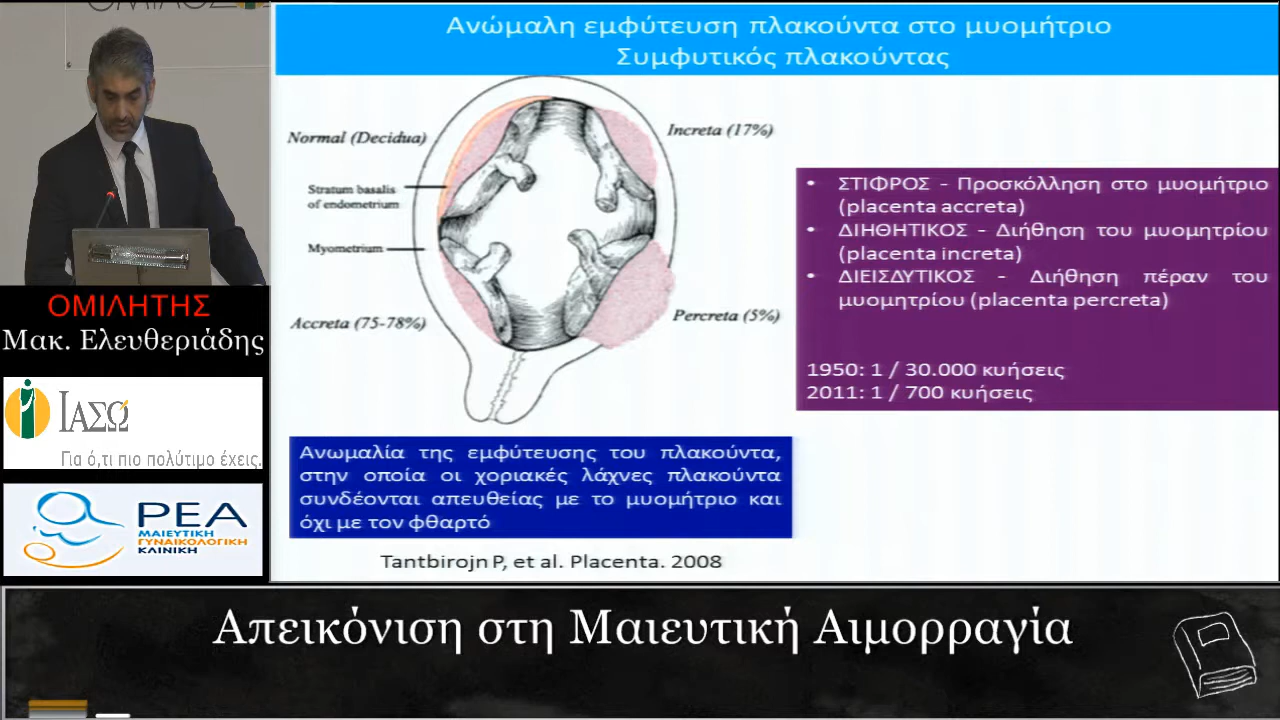 Ανώμαλη εμφύτευση πλακούντα στο μυομήτριο
Συμφυτικός πλακούντας
Normal (Decidua)
Stratum basalis
of endometrium
Myometrium
Accreta (75-78%)
Increta (17%)
Percreta (5%)
• ΣΤΙΦΡΟΣ - Προσκόλληση στο μυομήτριο
(placenta accreta)
• ΔΙΗΘΗΤΙΚΟΣ - Διήθηση του μυομητρίου
(placenta increta)
• ΔΙΕΙΣΔΥΤΙΚΟΣ - Διήθηση πέραν του
μυομητρίου (placenta percreta)
1950: 1 / 30.000 κυήσεις
2011: 1 / 700 κυήσεις
Ανωμαλία της εμφύτευσης του πλακούντα,
στην οποία οι χοριακές λάχνες πλακούντα
συνδέονται απευθείας με το μυομήτριο και
όχι με τον φθαρτό
Tantbirojn P, et al. Placenta. 2008
ΟΜΙΛΗΤΗΣ
Μακ. Ελευθεριάδης
ΙΑΣΩ
Για ό,τι πιο πολύτιμο έχεις.
ΡΕΑ
ΜΑΙΕΥΤΙΚΗ
ΓΥΝΑΙΚΟΛΟΓΙΚΗ
ΚΛΙΝΙΚΗ
Απεικόνιση στη Μαιευτική Αιμορραγία